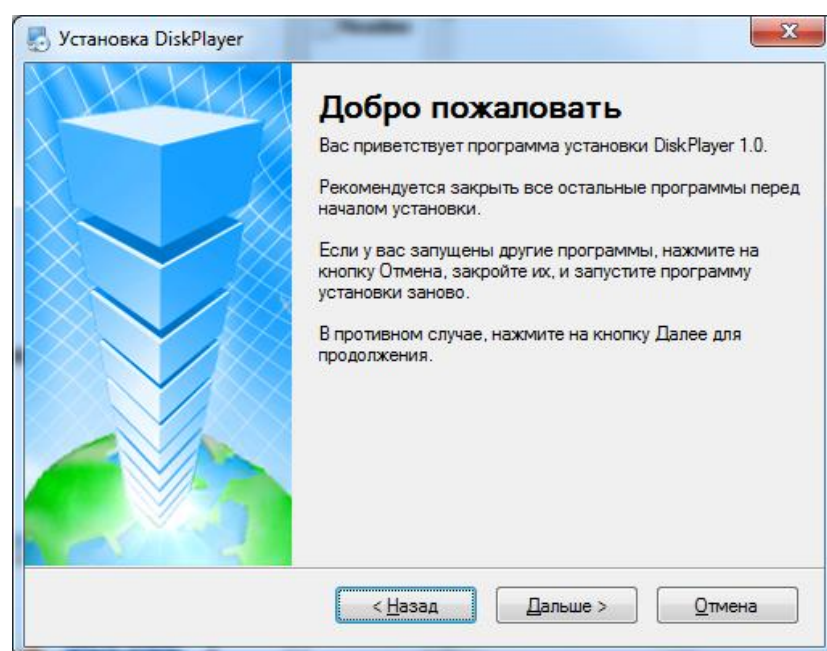 Установка DiskPlayer
Добро пожаловать
Вас приветствует программа установки DiskPlayer 1.0.
Рекомендуется закрыть все остальные программы перед
началом установки.
Если у вас запущены другие программы, нажмите на
кнопку Отмена, закройте их, и запустите программу
установки заново.
В противном случае, нажмите на кнопку Далее для
продолжения.
< Назад
Дальше >
Отмена